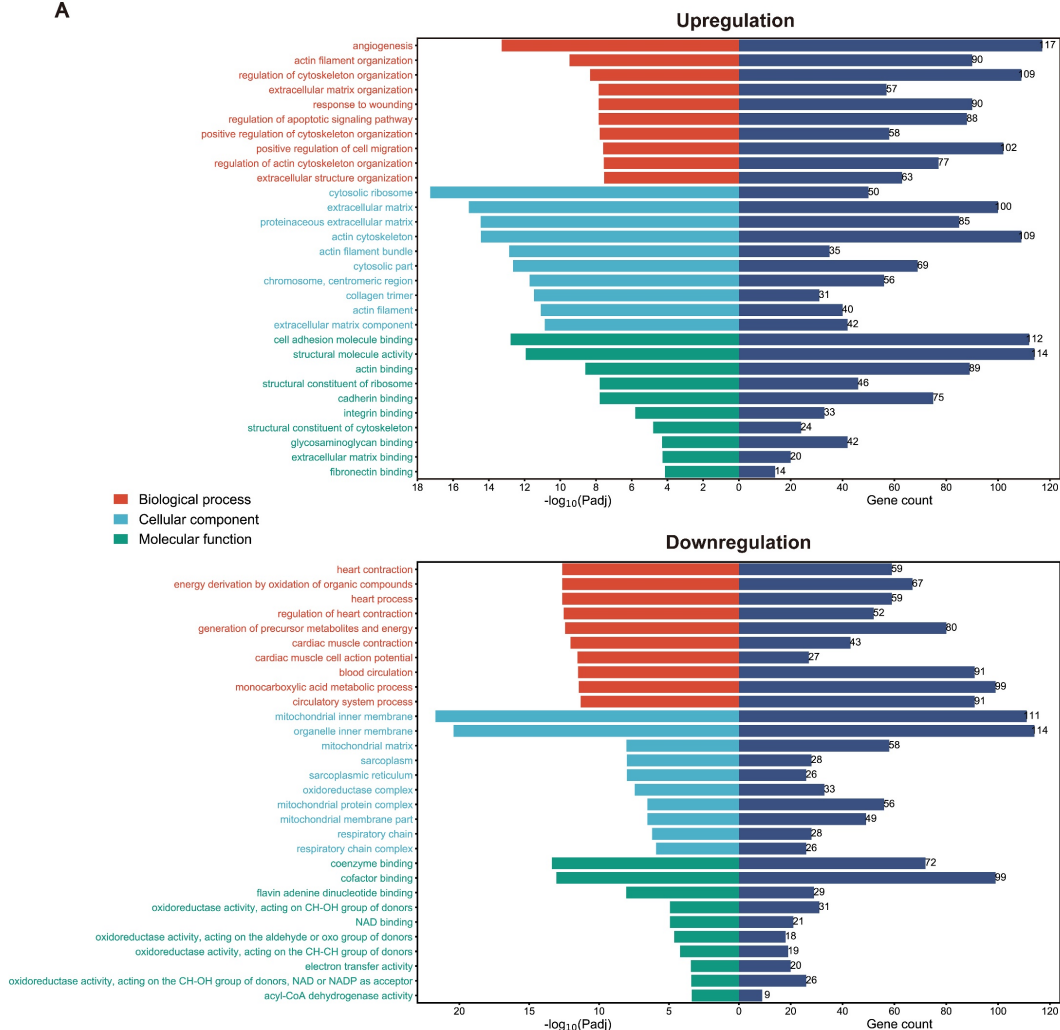 A
Upregulation
angiogenesis 117
actin filament organization 90
regulation of cytoskeleton organization 109
extracellular matrix organization 57
response to wounding 90
regulation of apoptotic signaling pathway 88
positive regulation of cytoskeleton organization 58
positive regulation of cell migration 102
regulation of actin cytoskeleton organization 77
extracellular structure organization 63
cytosolic ribosome 50
extracellular matrix 100
proteinaceous extracellular matrix 85
actin cytoskeleton 109
actin filament bundle 35
cytosolic part 69
chromosome, centromeric region 56
collagen trimer 31
actin filament 40
extracellular matrix component 42
cell adhesion molecule binding 112
structural molecule activity 114
actin binding 89
structural constituent of ribosome 46
cadherin binding 75
integrin binding 33
structural constituent of cytoskeleton 24
glycosaminoglycan binding 42
extracellular matrix binding 20
fibronectin binding 14
18 16 14 12 10 8 6 4 2 0 20 40 60 80 100 120
-log10(Padj) Gene count
Biological process
Cellular component
Molecular function
Downregulation
heart contraction 59
energy derivation by oxidation of organic compounds 67
heart process 59
regulation of heart contraction 52
generation of precursor metabolites and energy 80
cardiac muscle contraction 43
cardiac muscle cell action potential 27
blood circulation 91
monocarboxylic acid metabolic process 99
circulatory system process 91
mitochondrial inner membrane 111
organelle inner membrane 114
mitochondrial matrix 58
sarcoplasm 28
sarcoplasmic reticulum 26
oxidoreductase complex 33
mitochondrial protein complex 56
mitochondrial membrane part 49
respiratory chain 28
respiratory chain complex 26
coenzyme binding 72
cofactor binding 99
flavin adenine dinucleotide binding 29
oxidoreductase activity, acting on CH-OH group of donors 31
NAD binding 21
oxidoreductase activity, acting on the aldehyde or oxo group of donors 18
oxidoreductase activity, acting on the CH-CH group of donors 19
electron transfer activity 20
oxidoreductase activity, acting on the CH-OH group of donors, NAD or NADP as acceptor 26
acyl-CoA dehydrogenase activity 9
20 15 10 5 0 20 40 60 80 100 120
-log10(Padj) Gene count